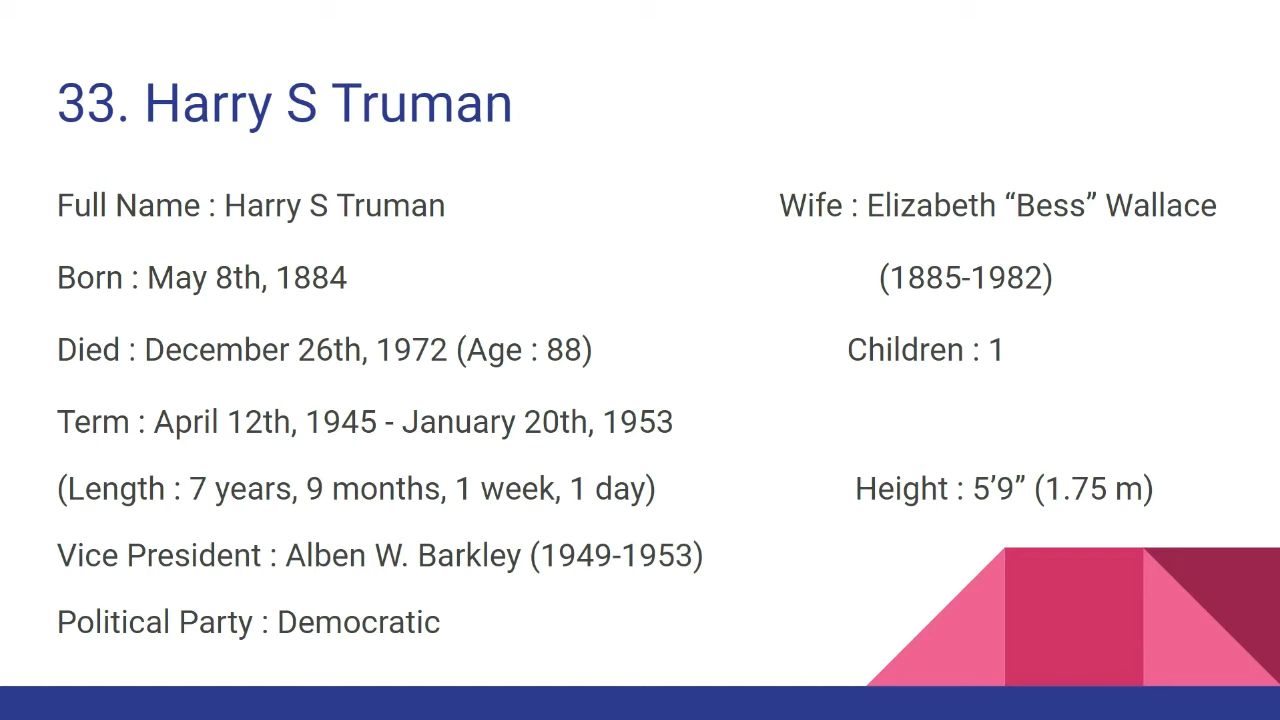 33. Harry S Truman
Full Name : Harry S Truman
Wife : Elizabeth “Bess” Wallace
Born : May 8th, 1884
(1885-1982)
Died : December 26th, 1972 (Age : 88)
Children : 1
Term : April 12th, 1945 - January 20th, 1953
(Length : 7 years, 9 months, 1 week, 1 day)
Height : 5’9” (1.75 m)
Vice President : Alben W. Barkley (1949-1953)
Political Party : Democratic